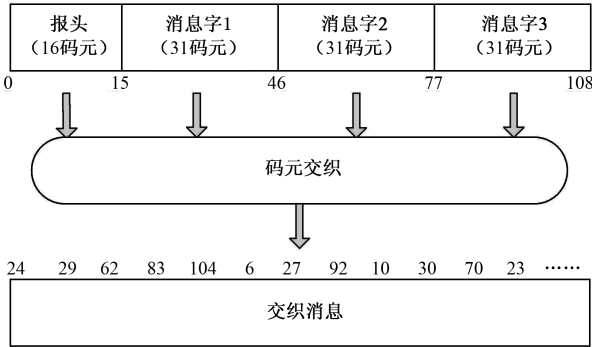 报头 消息字1 消息字2 消息字3
（16码元） （31码元） （31码元） （31码元）
0 15 46 77 108
码元交织
24 29 62 83 104 6 27 92 10 30 70 23 ……
交织消息